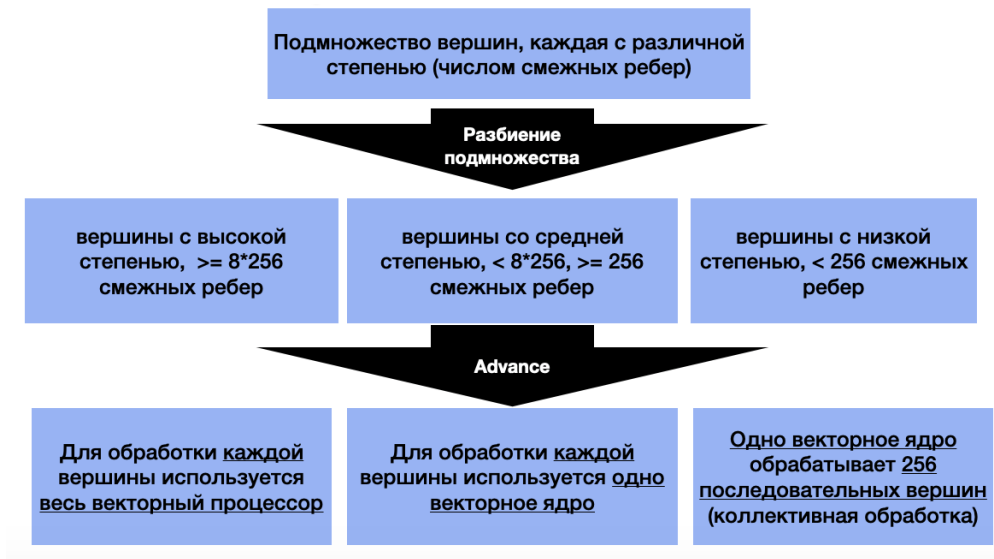 Подмножество вершин, каждая с различной
степенью (числом смежных ребер)
Разбиение
подмножества
вершины с высокой
степенью,  >= 8*256
смежных ребер
вершины со средней
степенью, < 8*256, >= 256
смежных ребер
вершины с низкой
степенью, < 256 смежных
ребер
Advance
Для обработки каждой
вершины используется
весь векторный процессор
Для обработки каждой
вершины используется одно
векторное ядро
Одно векторное ядро
обрабатывает 256
последовательных вершин
(коллективная обработка)